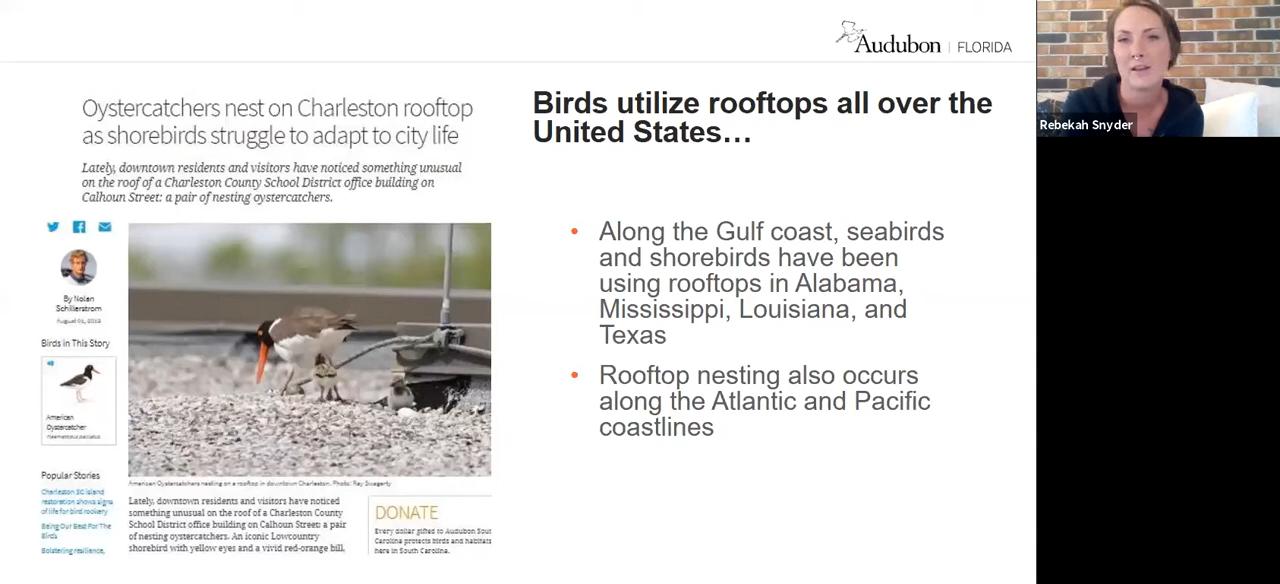 Audubon | FLORIDA
Oystercatchers nest on Charleston rooftop
as shorebirds struggle to adapt to city life
Lately, downtown residents and visitors have noticed something unusual
on the roof of a Charleston County School District office building on
Calhoun Street: a pair of nesting oystercatchers.
By Nolan
Schillerstrom
Birds in This Story
American
Oystercatcher
Popular Stories
Charleston SC island
restoration shows signs
of life for bird rookery
Being Our Best For The
Birds
Bolstering resilience,
American Oystercatchers nesting on a rooftop in downtown Charleston. Photo: Ray Swagerty
Lately, downtown residents and visitors have noticed
something unusual on the roof of a Charleston County
School District office building on Calhoun Street: a pair
of nesting oystercatchers. An iconic Lowcountry
shorebird with yellow eyes and a vivid red-orange bill,
DONATE
Every dollar gifted to Audubon Sou
Carolina protects birds and habitats
here in South Carolina.
Birds utilize rooftops all over the
United States…
• Along the Gulf coast, seabirds
and shorebirds have been
using rooftops in Alabama,
Mississippi, Louisiana, and
Texas
• Rooftop nesting also occurs
along the Atlantic and Pacific
coastlines
Rebekah Snyder